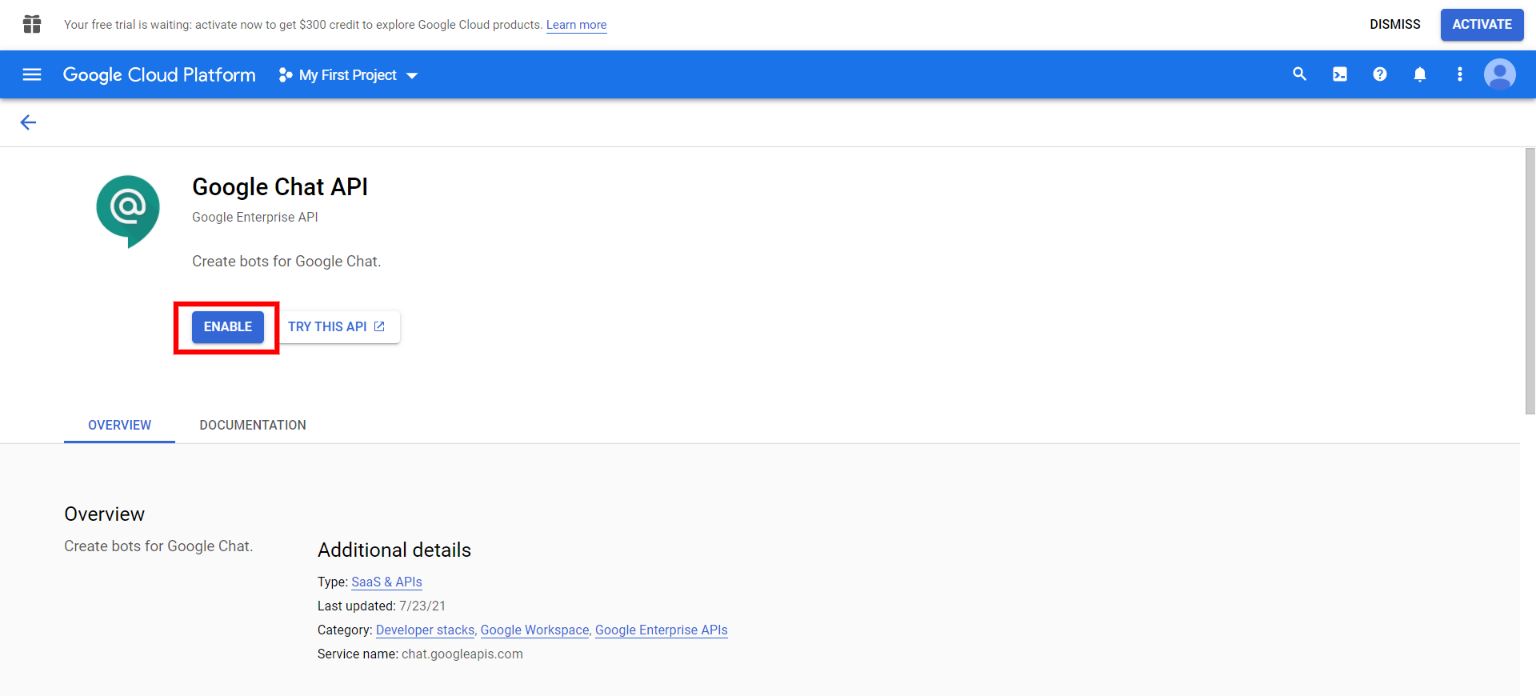 Your free trial is waiting: activate now to get $300 credit to explore Google Cloud products. Learn more
DISMISS
ACTIVATE
Google Cloud Platform
My First Project
Google Chat API
Google Enterprise API
Create bots for Google Chat.
ENABLE
TRY THIS API
OVERVIEW
DOCUMENTATION
Overview
Create bots for Google Chat.
Additional details
Type: SaaS & APIs
Last updated: 7/23/21
Category: Developer stacks, Google Workspace, Google Enterprise APIs
Service name: chat.googleapis.com